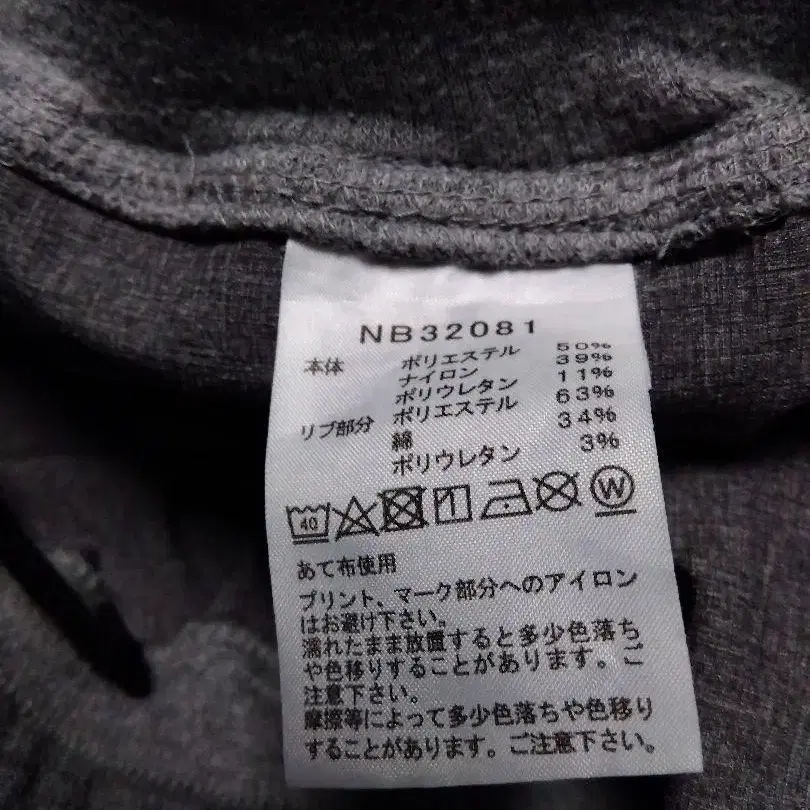 NB32081
本体 ポリエステル 50%
ナイロン 39%
ポリウレタン 11%
リブ部分 ポリエステル 63%
綿 34%
ポリウレタン 3%
40 W
あて布使用
プリント、マーク部分へのアイロン
はお避け下さい。
濡れたまま放置すると多少色落ち
や色移りすることがあります。ご
注意下さい。
摩擦等によって多少色落ちや色移り
することがあります。ご注意下さい。